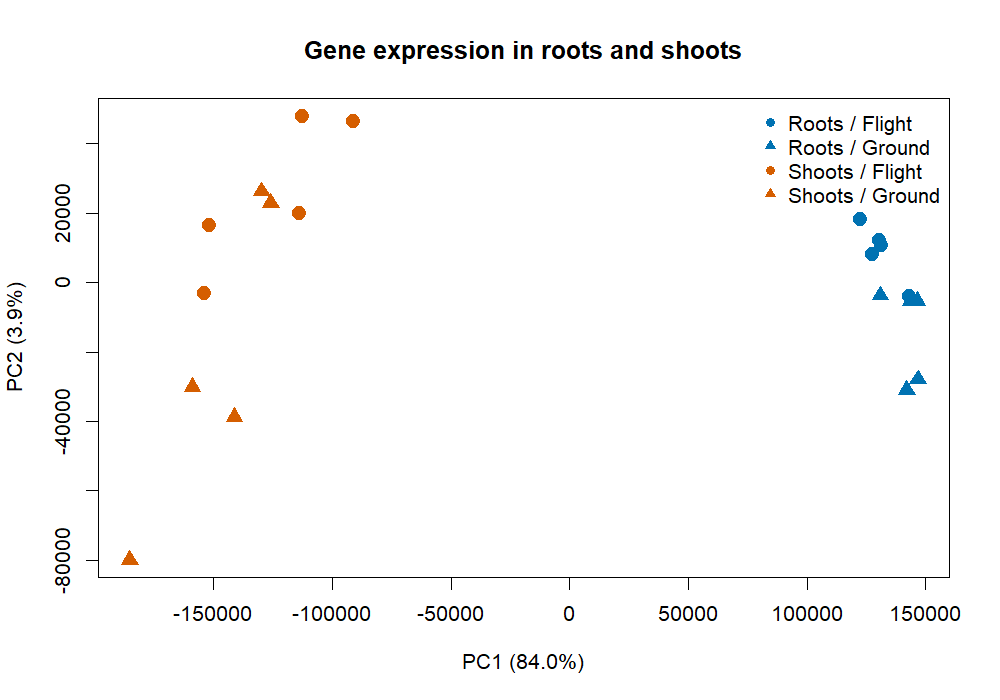 Gene expression in roots and shoots
Roots / Flight
Roots / Ground
Shoots / Flight
Shoots / Ground
20000
0
-40000
-80000
PC2 (3.9%)
-150000
-100000
-50000
0
50000
100000
150000
PC1 (84.0%)